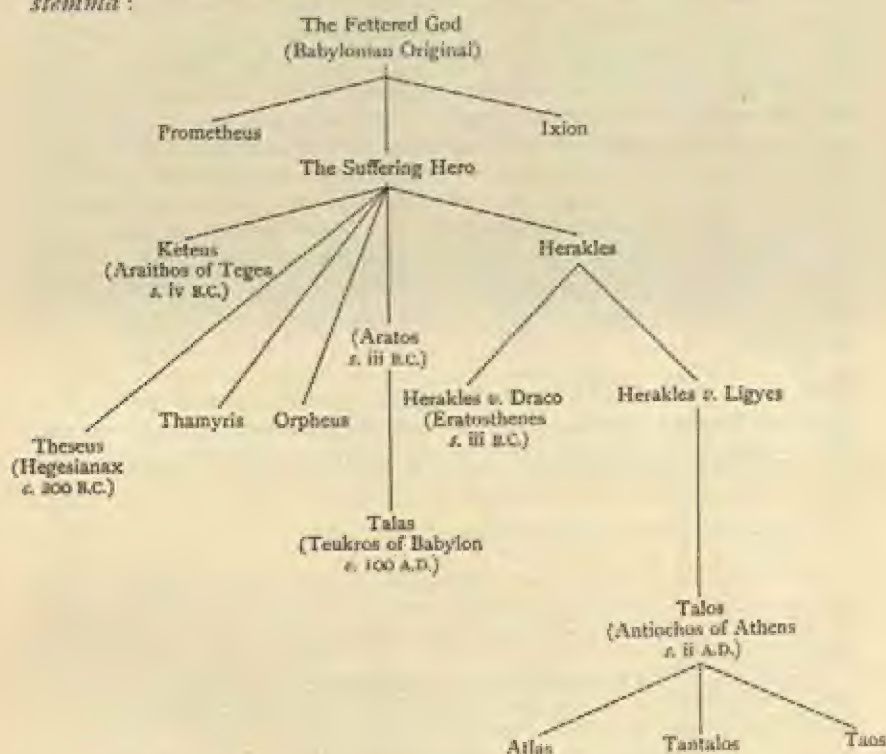 stemma :
The Fettered God
(Babylonian Original)
Prometheus
Ixion
The Suffering Hero
Keteus
(Araithos of Tegea
s. iv B.C.)
Herakles
(Aratos
s. iii B.C.)
Theseus
(Hegesianax
c. 200 B.C.)
Thamyris
Orpheus
Herakles v. Draco
(Eratosthenes
s. iii B.C.)
Herakles v. Ligyes
Talas
(Teukros of Babylon
c. 100 A.D.)
Talos
(Antiochos of Athens
s. ii A.D.)
Atlas
Tantalos
Taos